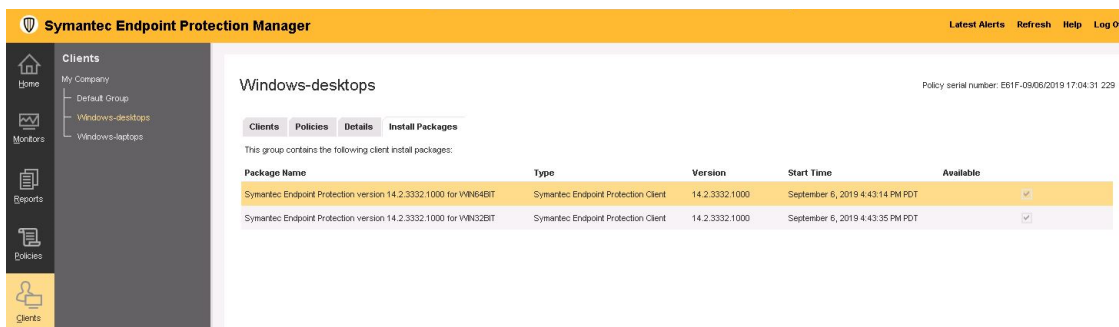 Symantec Endpoint Protection Manager
Latest Alerts Refresh Help Log O
Home
Monitors
Reports
Policies
Clients
Clients
My Company
Default Group
Windows-desktops
Windows-laptops
Windows-desktops
Policy serial number: E61F-09/06/2019 17:04:31 229
Clients Policies Details Install Packages
This group contains the following client install packages:
Package Name Type Version Start Time Available
Symantec Endpoint Protection version 14.2.3332.1000 for WIN64BIT Symantec Endpoint Protection Client 14.2.3332.1000 September 6, 2019 4:43:14 PM PDT
Symantec Endpoint Protection version 14.2.3332.1000 for WIN32BIT Symantec Endpoint Protection Client 14.2.3332.1000 September 6, 2019 4:43:35 PM PDT